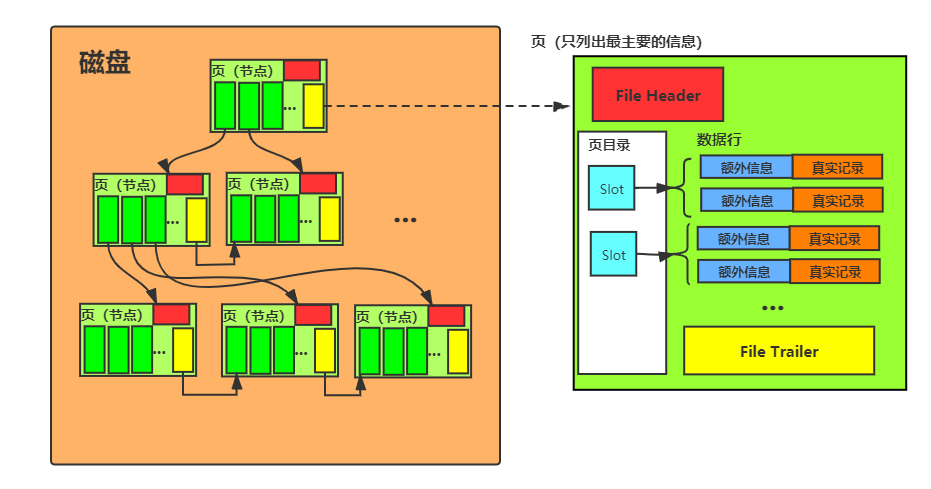 磁盘
页（节点）
...
页（节点）
...
页（节点）
...
...
页（节点）
...
页（节点）
...
页（节点）
...
页（只列出最主要的信息)
File Header
页目录
数据行
Slot
额外信息
真实记录
额外信息
真实记录
Slot
额外信息
真实记录
额外信息
真实记录
...
File Trailer